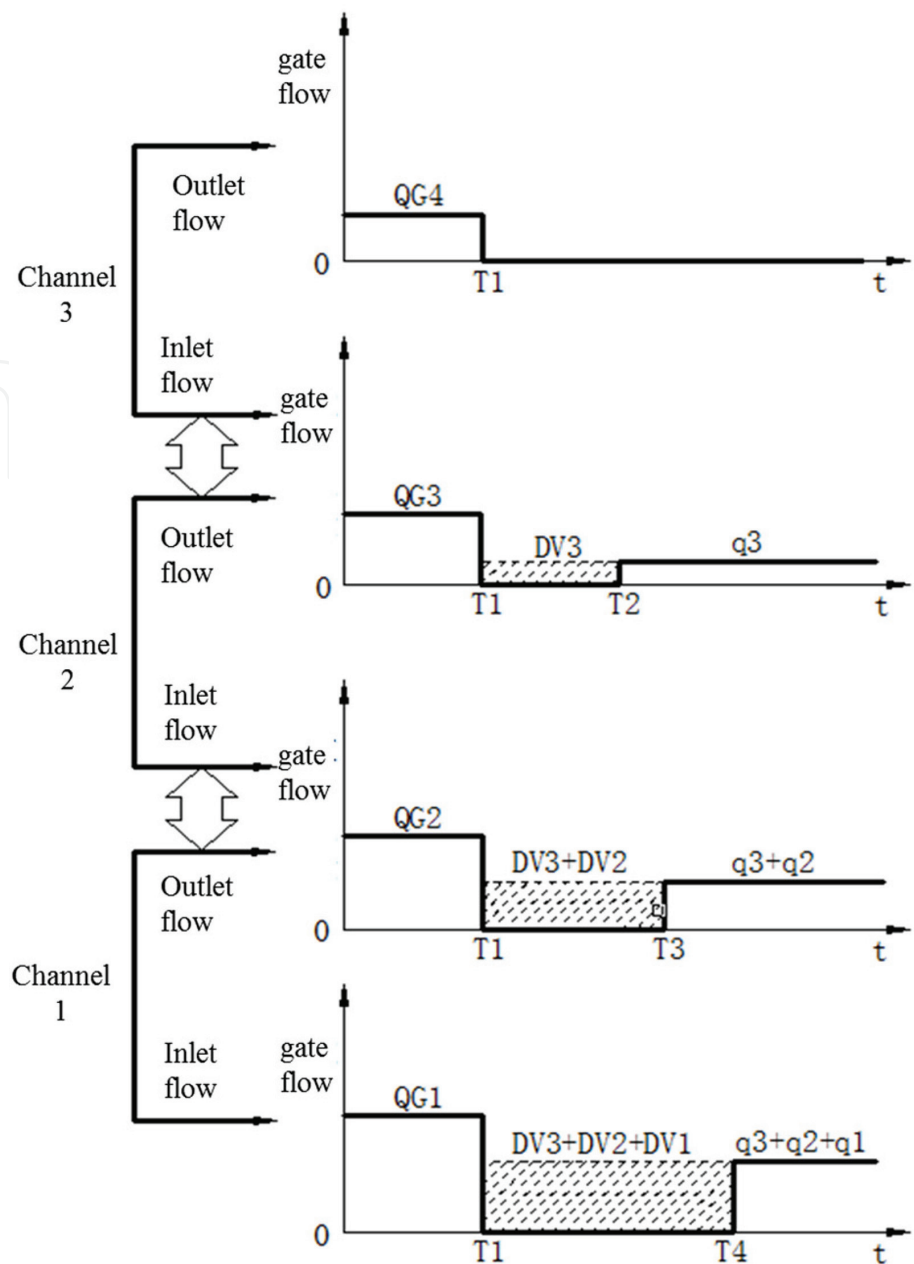 gate
flow
Outlet
flow
QG4
0
T1
t
Channel
3
Inlet
flow
gate
flow
QG3
DV3
q3
Outlet
flow
0
T1
T2
t
Channel
2
Inlet
flow
gate
flow
QG2
DV3+DV2
q3+q2
Outlet
flow
0
T1
T3
t
Channel
1
Inlet
flow
gate
flow
QG1
DV3+DV2+DV1
q3+q2+q1
0
T1
T4
t